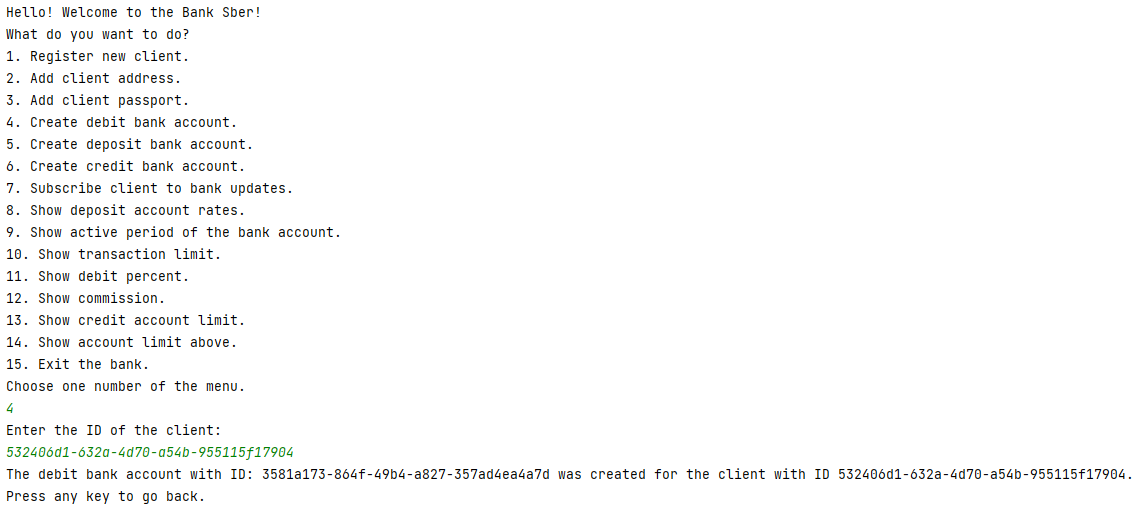 Hello! Welcome to the Bank Sber!
What do you want to do?
1. Register new client.
2. Add client address.
3. Add client passport.
4. Create debit bank account.
5. Create deposit bank account.
6. Create credit bank account.
7. Subscribe client to bank updates.
8. Show deposit account rates.
9. Show active period of the bank account.
10. Show transaction limit.
11. Show debit percent.
12. Show commission.
13. Show credit account limit.
14. Show account limit above.
15. Exit the bank.
Choose one number of the menu.
4
Enter the ID of the client:
532406d1-632a-4d70-a54b-955115f17904
The debit bank account with ID: 3581a173-864f-49b4-a827-357ad4ea4a7d was created for the client with ID 532406d1-632a-4d70-a54b-955115f17904.
Press any key to go back.